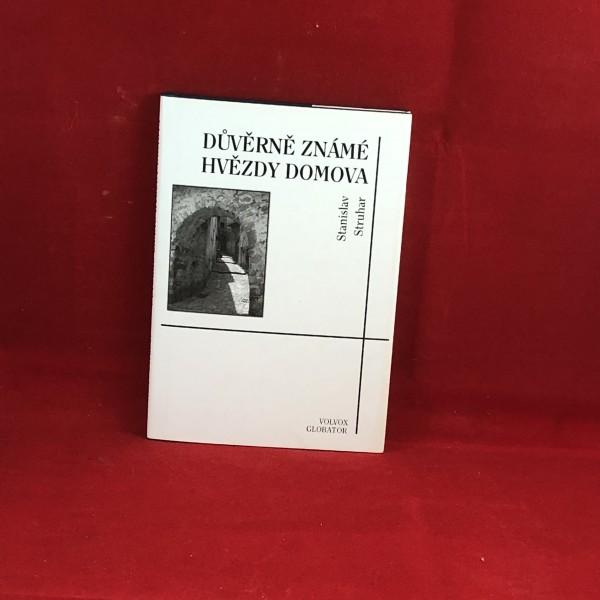 DŮVĚRNĚ ZNÁMÉ
HVĚZDY DOMOVA
Stanislav
Struhar
VOLVOX
GLOBATOR